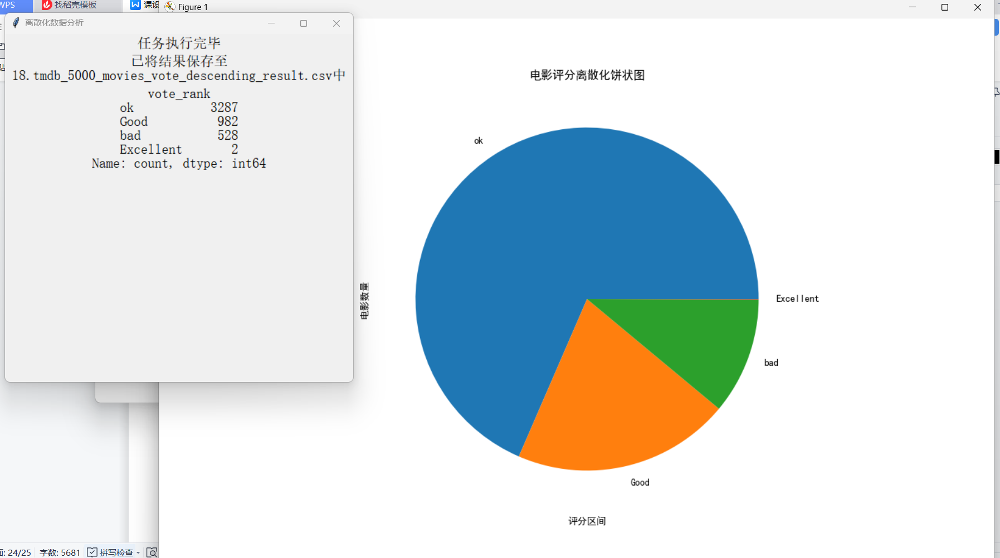 WPS
找稻壳模板
课设
Figure 1
离散化数据分析
任务执行完毕
已将结果保存至
18.tmdb_5000_movies_vote_descending_result.csv中
vote_rank
ok 3287
Good 982
bad 528
Excellent 2
Name: count, dtype: int64
电影评分离散化饼状图
ok
Excellent
电影数量
bad
Good
评分区间
面: 24/25 字数: 5681 拼写检查